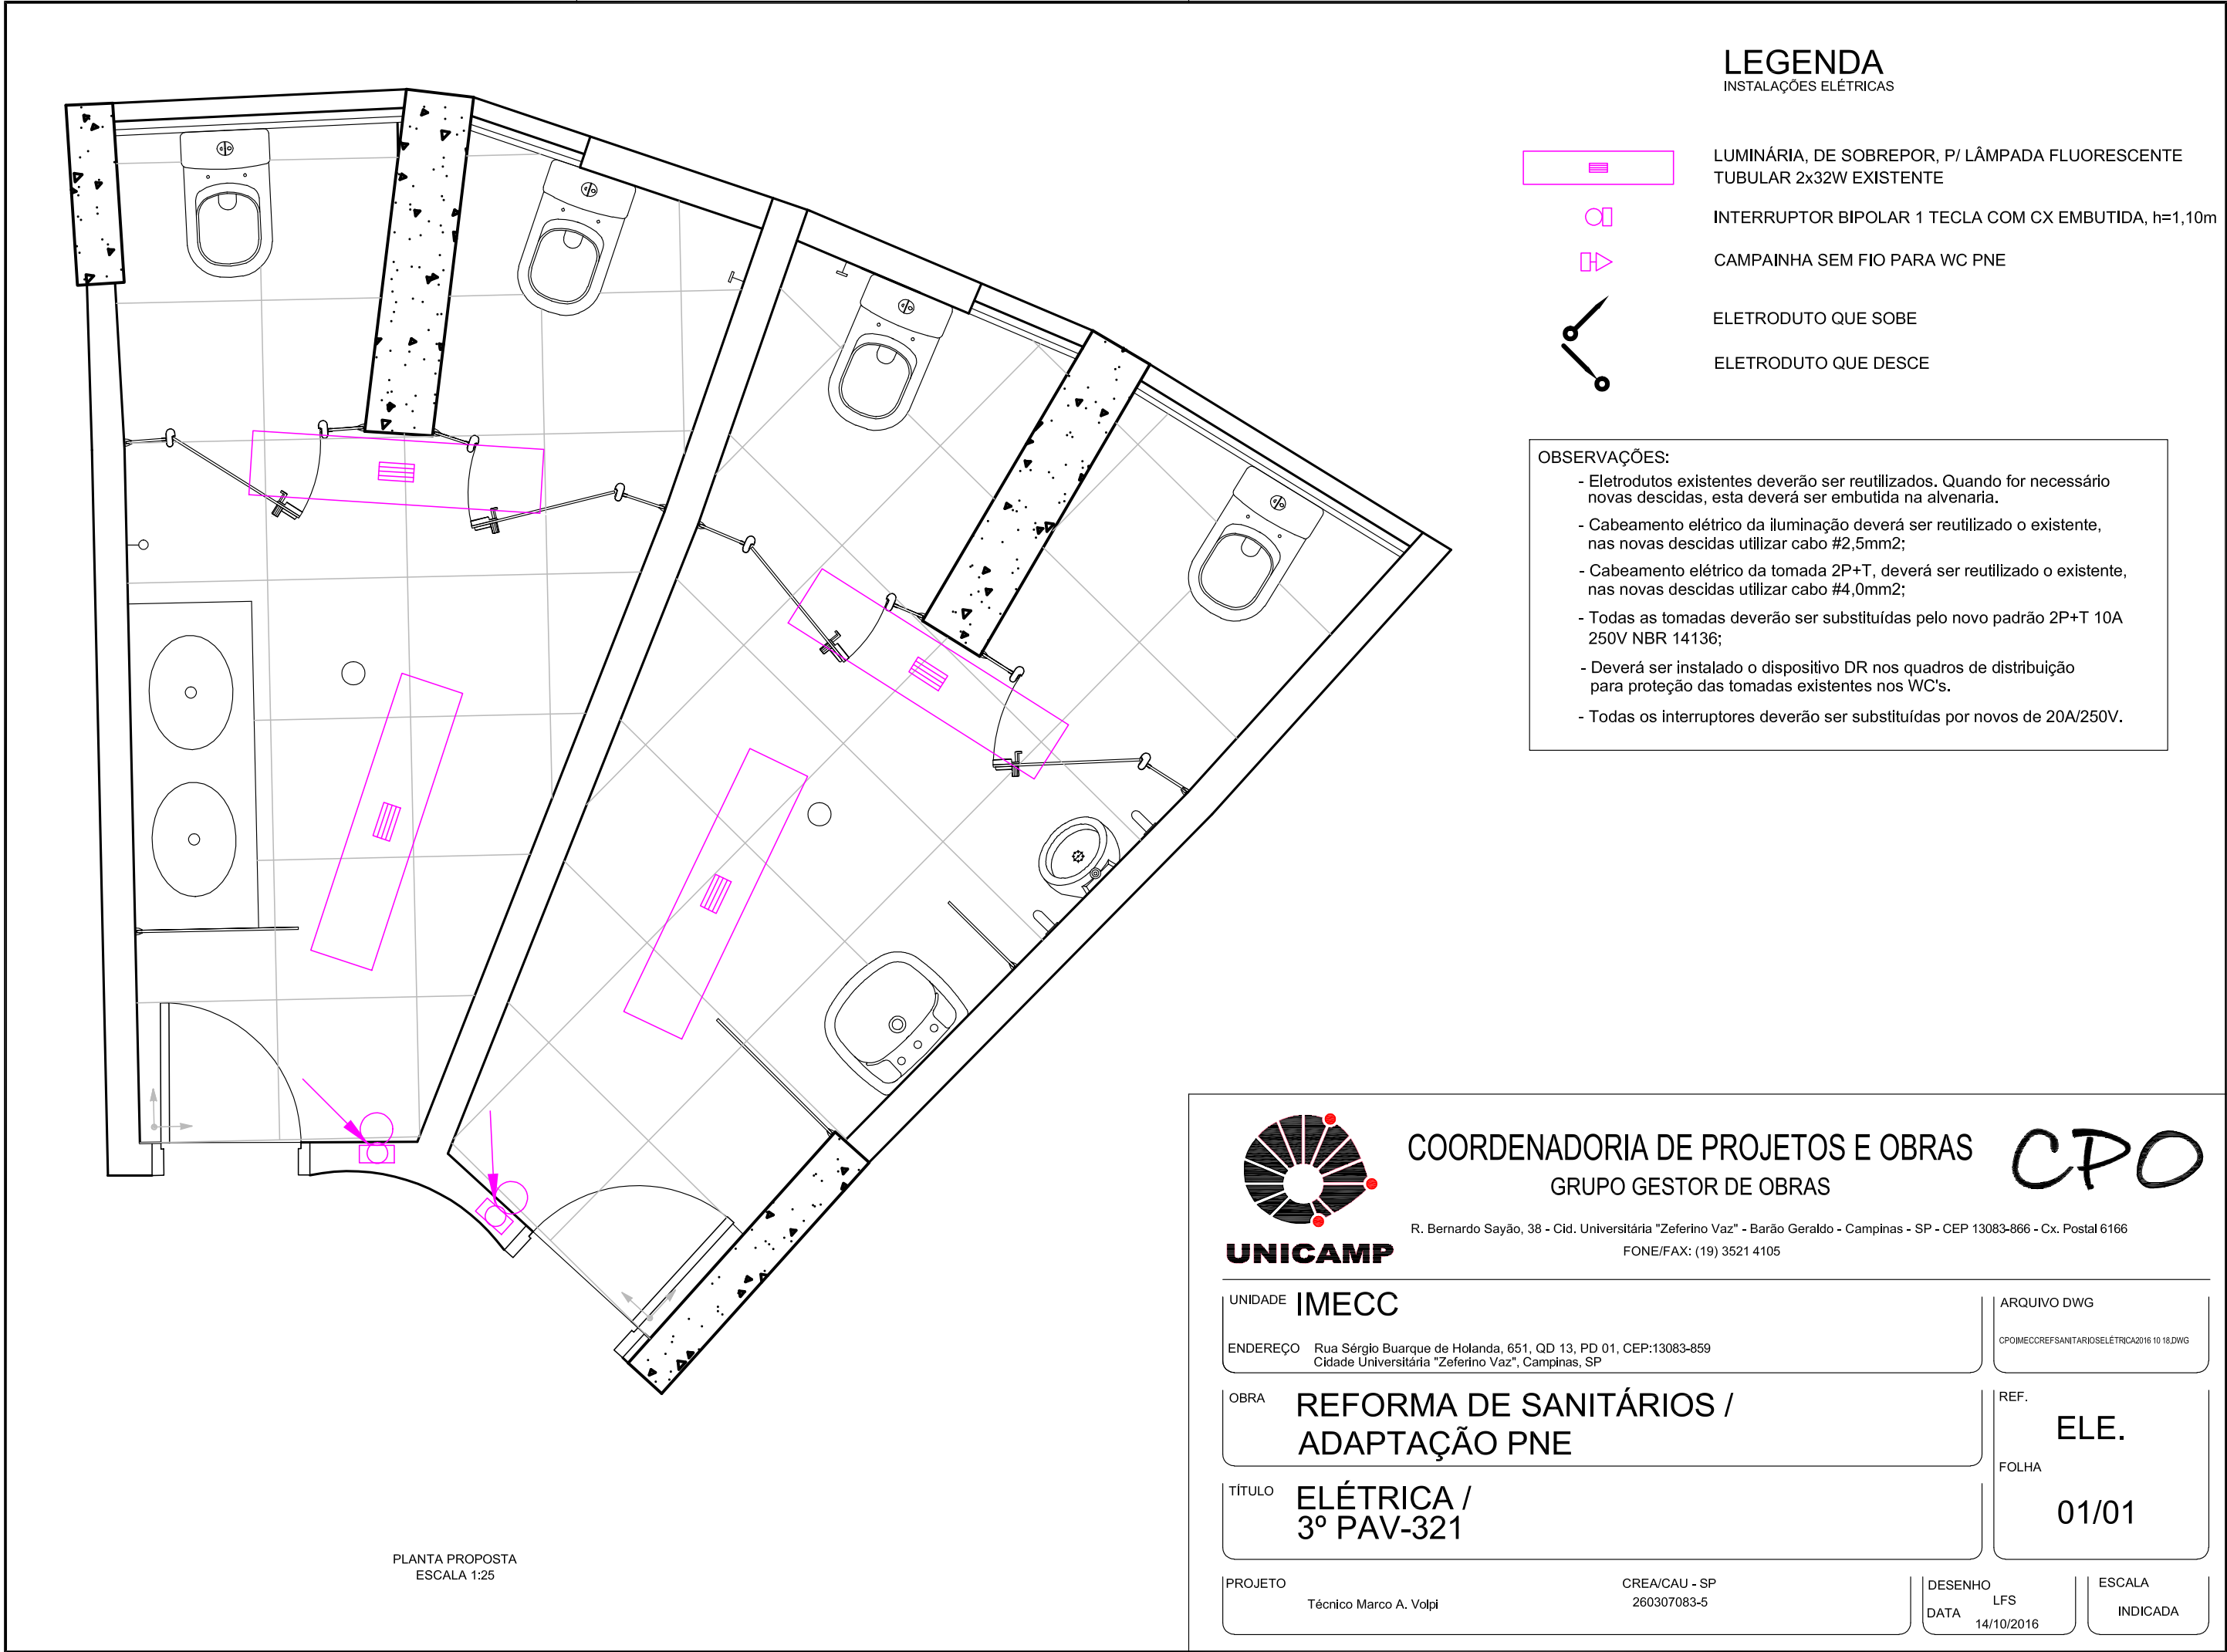 LEGENDA
INSTALAÇÕES ELÉTRICAS
LUMINÁRIA, DE SOBREPOR, P/ LÂMPADA FLUORESCENTE
TUBULAR 2x32W EXISTENTE
INTERRUPTOR BIPOLAR 1 TECLA COM CX EMBUTIDA, h=1,10m
CAMPAINHA SEM FIO PARA WC PNE
ELETRODUTO QUE SOBE
ELETRODUTO QUE DESCE
OBSERVAÇÕES:
- Eletrodutos existentes deverão ser reutilizados. Quando for necessário
novas descidas, esta deverá ser embutida na alvenaria.
- Cabeamento elétrico da iluminação deverá ser reutilizado o existente,
nas novas descidas utilizar cabo #2,5mm2;
- Cabeamento elétrico da tomada 2P+T, deverá ser reutilizado o existente,
nas novas descidas utilizar cabo #4,0mm2;
- Todas as tomadas deverão ser substituídas pelo novo padrão 2P+T 10A
250V NBR 14136;
- Deverá ser instalado o dispositivo DR nos quadros de distribuição
para proteção das tomadas existentes nos WC's.
- Todas os interruptores deverão ser substituídas por novos de 20A/250V.
PLANTA PROPOSTA
ESCALA 1:25
UNICAMP
COORDENADORIA DE PROJETOS E OBRAS
GRUPO GESTOR DE OBRAS
CPO
R. Bernardo Sayão, 38 - Cid. Universitária "Zeferino Vaz" - Barão Geraldo - Campinas - SP - CEP 13083-866 - Cx. Postal 6166
FONE/FAX: (19) 3521 4105
UNIDADE IMECC
ENDEREÇO Rua Sérgio Buarque de Holanda, 651, QD 13, PD 01, CEP:13083-859
Cidade Universitária "Zeferino Vaz", Campinas, SP
ARQUIVO DWG
CPOIMECCREFSANITARIOSELÉTRICA2016 10 18.DWG
OBRA REFORMA DE SANITÁRIOS /
ADAPTAÇÃO PNE
REF.
ELE.
FOLHA
01/01
TÍTULO ELÉTRICA /
3º PAV-321
PROJETO
Técnico Marco A. Volpi
CREA/CAU - SP
260307083-5
DESENHO
LFS
DATA 14/10/2016
ESCALA
INDICADA